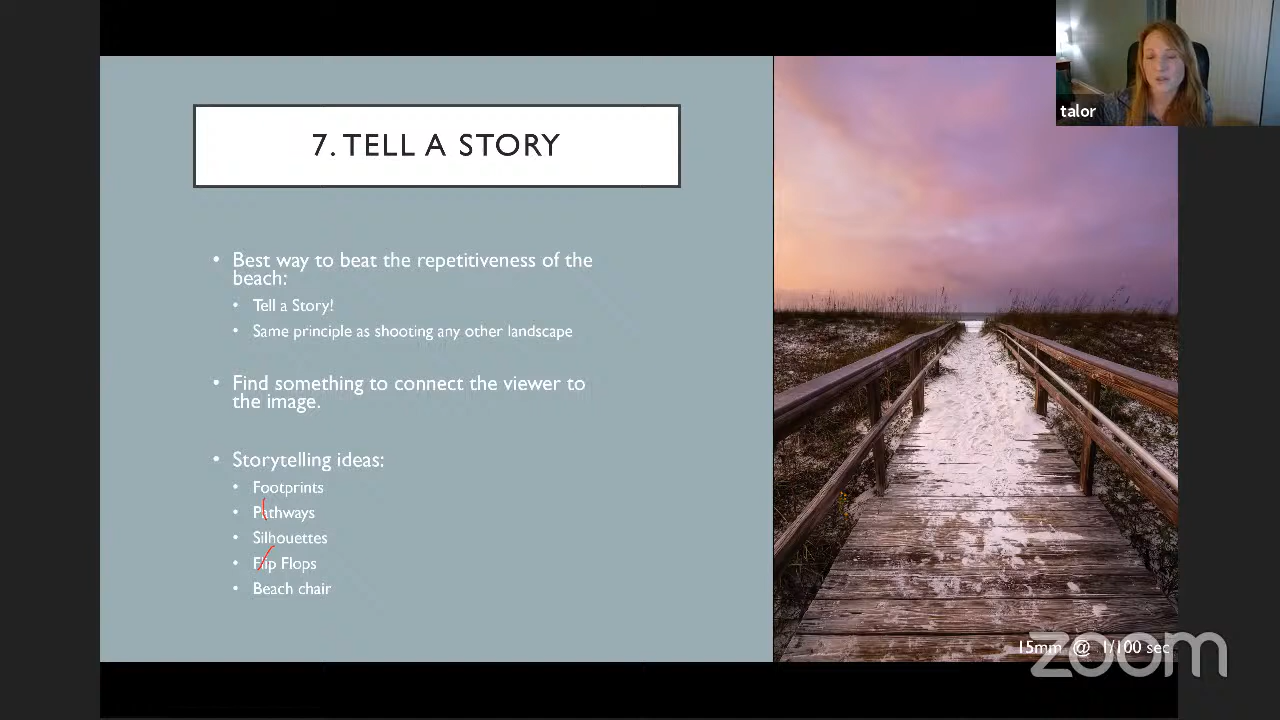 talor
7. TELL A STORY
• Best way to beat the repetitiveness of the
beach:
• Tell a Story!
• Same principle as shooting any other landscape
• Find something to connect the viewer to
the image.
• Storytelling ideas:
• Footprints
• Pathways
• Silhouettes
• Flip Flops
• Beach chair
15mm @ 1/100 sec
zoom